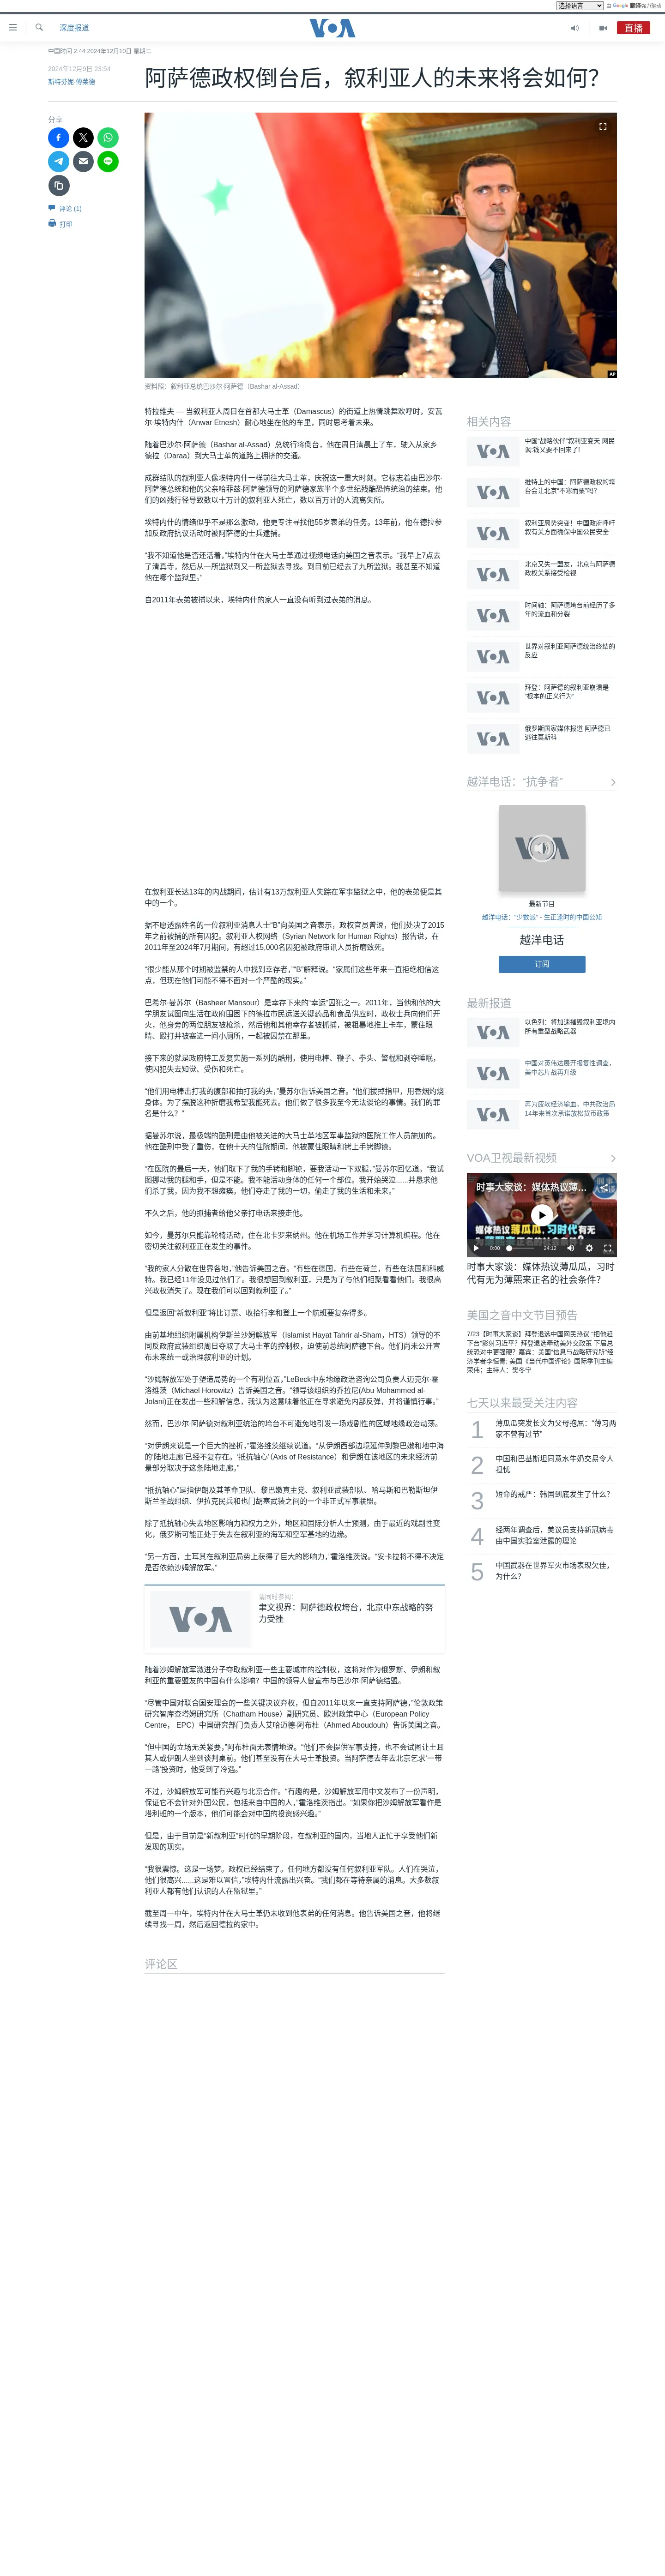 选择语言 由 Google 翻译强力驱动
深度报道
VOA
直播
中国时间 2:44 2024年12月10日 星期二
2024年12月9日 23:54
斯特芬妮·傅莱德
阿萨德政权倒台后，叙利亚人的未来将会如何?
分享
评论 (1)
打印
AP
资料照：叙利亚总统巴沙尔·阿萨德（Bashar al-Assad）
特拉维夫 — 当叙利亚人周日在首都大马士革（Damascus）的街道上热情跳舞欢呼时，安瓦
尔·埃特内什（Anwar Etnesh）耐心地坐在他的车里，同时思考着未来。
随着巴沙尔·阿萨德（Bashar al-Assad）总统行将倒台，他在周日清晨上了车，驶入从家乡
德拉（Daraa）到大马士革的道路上拥挤的交通。
成群结队的叙利亚人像埃特内什一样前往大马士革，庆祝这一重大时刻。它标志着由巴沙尔·
阿萨德总统和他的父亲哈菲兹·阿萨德领导的阿萨德家族半个多世纪残酷恐怖统治的结束。他
们的凶残行径导致数以十万计的叙利亚人死亡，数以百万计的人流离失所。
埃特内什的情绪似乎不是那么激动，他更专注寻找他55岁表弟的任务。13年前，他在德拉参
加反政府抗议活动时被阿萨德的士兵逮捕。
“我不知道他是否还活着，”埃特内什在大马士革通过视频电话向美国之音表示。“我早上7点去
了清真寺，然后从一所监狱到又一所监狱去寻找。到目前已经去了九所监狱。我甚至不知道
他在哪个监狱里。”
自2011年表弟被捕以来，埃特内什的家人一直没有听到过表弟的消息。
在叙利亚长达13年的内战期间，估计有13万叙利亚人失踪在军事监狱之中，他的表弟便是其
中的一个。
据不愿透露姓名的一位叙利亚消息人士“B”向美国之音表示，政权官员曾说，他们处决了2015
年之前被捕的所有囚犯。叙利亚人权网络（Syrian Network for Human Rights）报告说，在
2011年至2024年7月期间，有超过15,000名囚犯被政府审讯人员折磨致死。
“很少能从那个时期被监禁的人中找到幸存者，”“B”解释说。“家属们这些年来一直拒绝相信这
点，但现在他们可能不得不面对一个严酷的现实。”
巴希尔·曼苏尔（Basheer Mansour）是幸存下来的“幸运”囚犯之一。2011年，当他和他的大
学朋友试图向生活在政府围困下的德拉市民运送关键药品和食品供应时，政权士兵向他们开
火，他身旁的两位朋友被枪杀，然后他和其他幸存者被抓捕，被粗暴地推上卡车，蒙住眼
睛、殴打并被塞进一间小厕所，一起被囚禁在那里。
接下来的就是政府特工反复实施一系列的酷刑，使用电棒、鞭子、拳头、警棍和剥夺睡眠，
使囚犯失去知觉、受伤和死亡。
“他们用电棒击打我的腹部和抽打我的头，”曼苏尔告诉美国之音。“他们拔掉指甲，用香烟灼烧
身体。为了摆脱这种折磨我希望我能死去。他们做了很多我至今无法谈论的事情。我们的罪
名是什么？”
据曼苏尔说，最极端的酷刑是由他被关进的大马士革地区军事监狱的医院工作人员施加的。
他在酷刑中受了重伤，在他十天的住院期间，他被蒙住眼睛和铐上手铐脚镣。
“在医院的最后一天，他们取下了我的手铐和脚镣，要我活动一下双腿，”曼苏尔回忆道。“我试
图挪动我的腿和手，但是不能。我不能活动身体的任何一个部位。我开始哭泣……并恳求他
们杀了我，因为我不想瘫痪。他们夺走了我的一切，偷走了我的生活和未来。”
不久之后，他的抓捕者给他父亲打电话来接走他。
如今，曼苏尔只能靠轮椅活动，住在北卡罗来纳州。他在机场工作并学习计算机编程。他在
密切关注叙利亚正在发生的事件。
“我的家人分散在世界各地，”他告诉美国之音。“有些在德国，有些在荷兰，有些在法国和科威
特。我已经11年没见过他们了。我很想回到叙利亚，只是为了与他们相聚看看他们。我很高
兴政权消失了。现在我们可以回到叙利亚了。”
但是返回“新叙利亚”将比订票、收拾行李和登上一个航班要复杂得多。
由前基地组织附属机构伊斯兰沙姆解放军（Islamist Hayat Tahrir al-Sham，HTS）领导的不
同反政府武装组织周日夺取了大马士革的控制权，迫使前总统阿萨德下台。他们尚未公开宣
布未来统一或治理叙利亚的计划。
“沙姆解放军处于塑造局势的一个有利位置，”LeBeck中东地缘政治咨询公司负责人迈克尔·霍
洛维茨（Michael Horowitz）告诉美国之音。“领导该组织的乔拉尼(Abu Mohammed al-
Jolani)正在发出一些和解信息，我认为这意味着他正在寻求避免内部反弹，并将谨慎行事。”
然而，巴沙尔·阿萨德对叙利亚统治的垮台不可避免地引发一场戏剧性的区域地缘政治动荡。
“对伊朗来说是一个巨大的挫折，”霍洛维茨继续说道。“从伊朗西部边境延伸到黎巴嫩和地中海
的‘陆地走廊’已经不复存在。‘抵抗轴心’（Axis of Resistance）和伊朗在该地区的未来经济前
景部分取决于这条陆地走廊。”
“抵抗轴心”是指伊朗及其革命卫队、黎巴嫩真主党、叙利亚武装部队、哈马斯和巴勒斯坦伊
斯兰圣战组织、伊拉克民兵和也门胡塞武装之间的一个非正式军事联盟。
除了抵抗轴心失去地区影响力和权力之外，地区和国际分析人士预测，由于最近的戏剧性变
化，俄罗斯可能正处于失去在叙利亚的海军和空军基地的边缘。
“另一方面，土耳其在叙利亚局势上获得了巨大的影响力，”霍洛维茨说。“安卡拉将不得不决定
是否依赖沙姆解放军。”
请同时参阅：
聿文视界：阿萨德政权垮台，北京中东战略的努
力受挫
随着沙姆解放军激进分子夺取叙利亚一些主要城市的控制权，这将对作为俄罗斯、伊朗和叙
利亚的重要盟友的中国有什么影响？中国的领导人曾宣布与巴沙尔·阿萨德结盟。
“尽管中国对联合国安理会的一些关键决议弃权，但自2011年以来一直支持阿萨德，”伦敦政策
研究智库查塔姆研究所（Chatham House）副研究员、欧洲政策中心（European Policy
Centre， EPC）中国研究部门负责人艾哈迈德·阿布杜（Ahmed Aboudouh）告诉美国之音。
“但中国的立场无关紧要，”阿布杜面无表情地说。“他们不会提供军事支持，也不会试图让土耳
其人或伊朗人坐到谈判桌前。他们甚至没有在大马士革投资。当阿萨德去年去北京乞求‘一带
一路’投资时，他受到了冷遇。”
不过，沙姆解放军可能有兴趣与北京合作。“有趣的是，沙姆解放军用中文发布了一份声明，
保证它不会针对外国公民，包括来自中国的人，”霍洛维茨指出。“如果你把沙姆解放军看作是
塔利班的一个版本，他们可能会对中国的投资感兴趣。”
但是，由于目前是“新叙利亚”时代的早期阶段，在叙利亚的国内，当地人正忙于享受他们新
发现的现实。
“我很震惊。这是一场梦。政权已经结束了。任何地方都没有任何叙利亚军队。人们在哭泣，
他们很高兴……这是难以置信，”埃特内什流露出兴奋。“我们都在等待亲属的消息。大多数叙
利亚人都有他们认识的人在监狱里。”
截至周一中午，埃特内什在大马士革仍未收到他表弟的任何消息。他告诉美国之音，他将继
续寻找一周，然后返回德拉的家中。
评论区
相关内容
中国“战略伙伴”叙利亚变天 网民
讽:钱又要不回来了!
推特上的中国：阿萨德政权的垮
台会让北京“不寒而栗”吗？
叙利亚局势突变！中国政府呼吁
叙有关方面确保中国公民安全
北京又失一盟友，北京与阿萨德
政权关系接受检视
时间轴：阿萨德垮台前经历了多
年的流血和分裂
世界对叙利亚阿萨德统治终结的
反应
拜登：阿萨德的叙利亚崩溃是
“根本的正义行为”
俄罗斯国家媒体报道 阿萨德已
逃往莫斯科
越洋电话：“抗争者”
最新节目
越洋电话：“少数派” - 生正逢时的中国公知
越洋电话
订阅
最新报道
以色列：将加速摧毁叙利亚境内
所有重型战略武器
中国对英伟达展开报复性调查，
美中芯片战再升级
再为疲软经济输血，中共政治局
14年来首次承诺放松货币政策
VOA卫视最新视频
时事大家谈：媒体热议薄…
0:00 24:12
时事大家谈：媒体热议薄瓜瓜，习时
代有无为薄熙来正名的社会条件？
美国之音中文节目预告
7/23【时事大家谈】拜登退选中国网民热议 “把他赶
下台”影射习近平？拜登退选牵动美外交政策 下届总
统恐对中更强硬？嘉宾：美国“信息与战略研究所”经
济学者李恒青; 美国《当代中国评论》国际季刊主编
荣伟；主持人：樊冬宁
七天以来最受关注内容
1 薄瓜瓜突发长文为父母抱屈：“薄习两
家不曾有过节”
2 中国和巴基斯坦同意水牛奶交易令人
担忧
3 短命的戒严：韩国到底发生了什么？
4 经两年调查后，美议员支持新冠病毒
由中国实验室泄露的理论
5 中国武器在世界军火市场表现欠佳，
为什么？